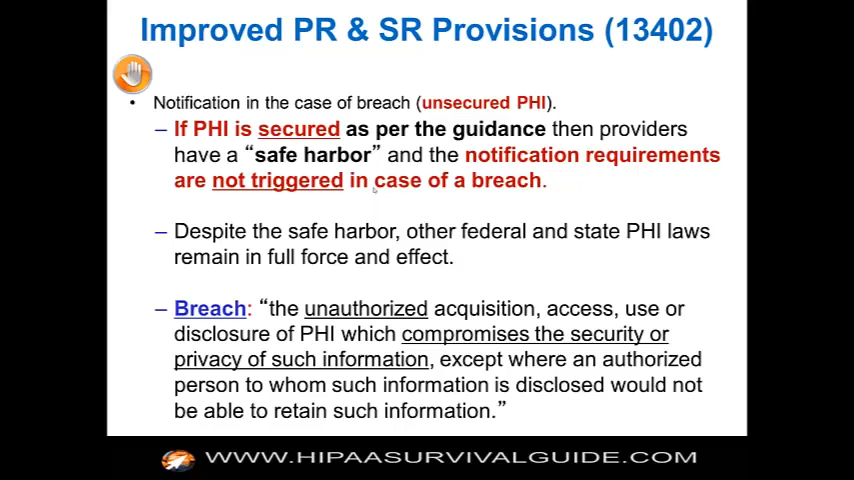 Improved PR & SR Provisions (13402)
• Notification in the case of breach (unsecured PHI).
– If PHI is secured as per the guidance then providers
have a “safe harbor” and the notification requirements
are not triggered in case of a breach.
– Despite the safe harbor, other federal and state PHI laws
remain in full force and effect.
– Breach: “the unauthorized acquisition, access, use or
disclosure of PHI which compromises the security or
privacy of such information, except where an authorized
person to whom such information is disclosed would not
be able to retain such information.”
WWW.HIPAASURVIVALGUIDE.COM